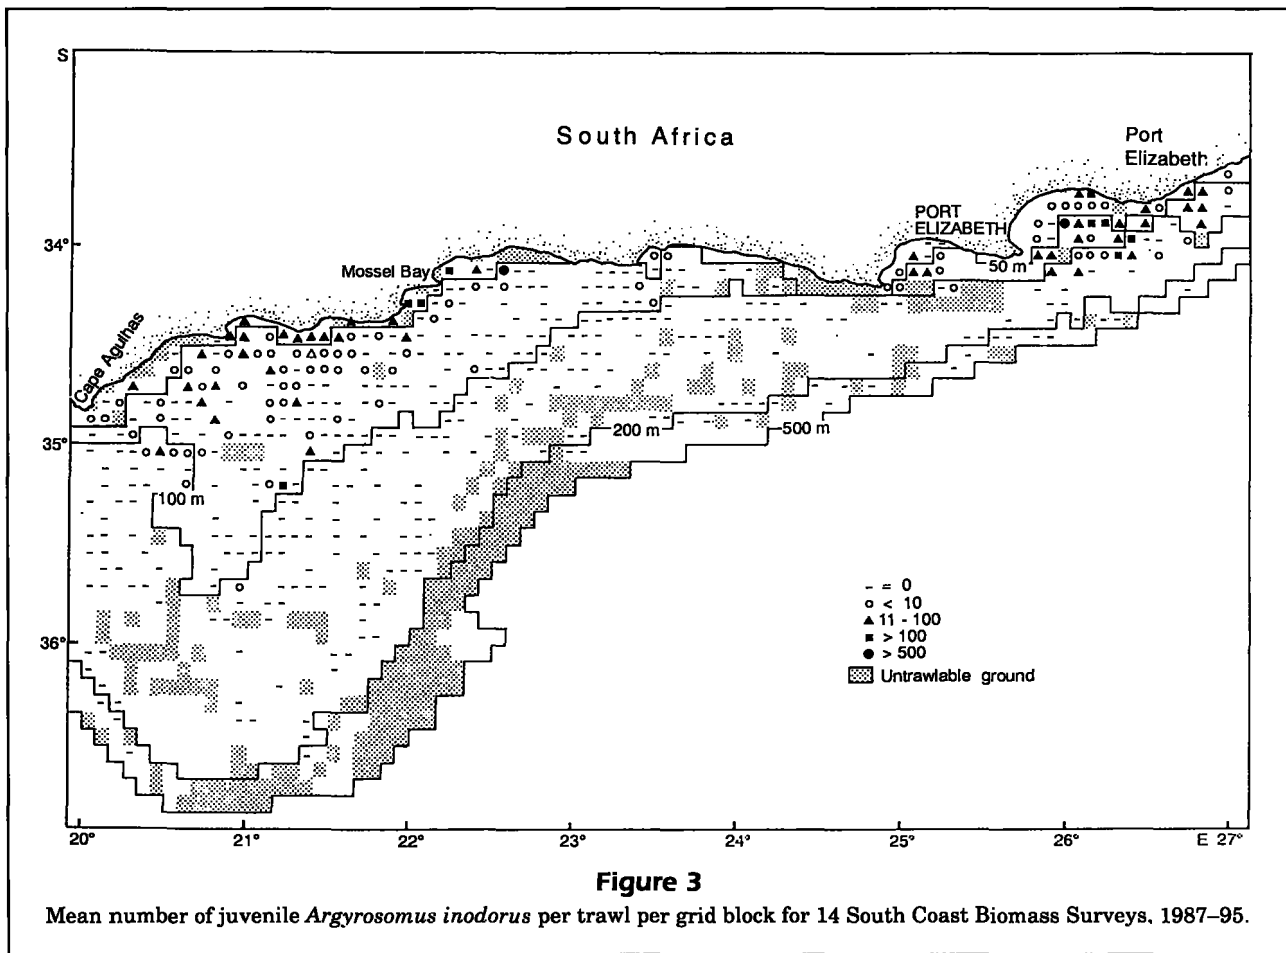 S
South Africa
Port
Elizabeth
PORT
ELIZABETH
34°
50 m
Mossel Bay
Cape Agulhas
200 m
500 m
35°
100 m
- = 0
○ < 10
▲ 11 - 100
■ > 100
● > 500
Untrawlable ground
36°
20° 21° 22° 23° 24° 25° 26° E 27°
Figure 3
Mean number of juvenile Argyrosomus inodorus per trawl per grid block for 14 South Coast Biomass Surveys, 1987–95.